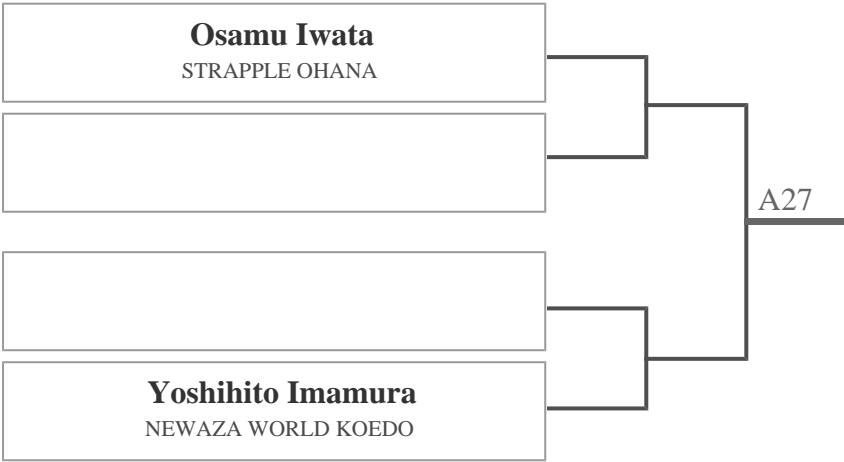 Osamu Iwata
STRAPPLE OHANA
A27
Yoshihito Imamura
NEWAZA WORLD KOEDO